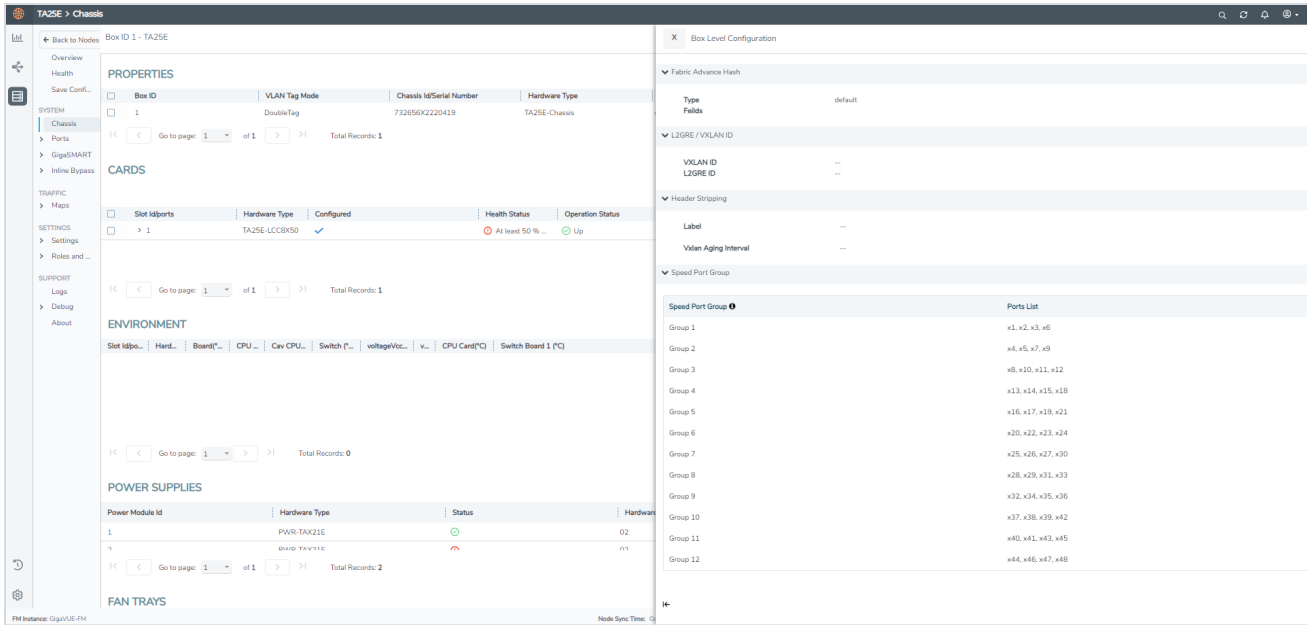 TA25E > Chassis
Back to Nodes
Overview
Health
Save Confi...
SYSTEM
Chassis
Ports
GigaSMART
Inline Bypass
TRAFFIC
Maps
SETTINGS
Settings
Roles and ...
SUPPORT
Logs
Debug
About
Box ID 1 - TA25E
PROPERTIES
Box ID VLAN Tag Mode Chassis Id/Serial Number Hardware Type
1 DoubleTag 732656X2220419 TA25E-Chassis
Go to page: 1 of 1 Total Records: 1
CARDS
Slot Id/ports Hardware Type Configured Health Status Operation Status
1 TA25E-LCC8X50 At least 50 % ... Up
Go to page: 1 of 1 Total Records: 1
ENVIRONMENT
Slot Id/po... Hard... Board(°... CPU ... Cav CPU... Switch (°... voltageVcc... v... CPU Card(°C) Switch Board 1 (°C)
Go to page: 1 of 1 Total Records: 0
POWER SUPPLIES
Power Module Id Hardware Type Status Hardware
1 PWR-TAX21E 02
2 PWR-TAX21E 02
Go to page: 1 of 1 Total Records: 2
FAN TRAYS
FM Instance: GigaVUE-FM
Node Sync Time:
X Box Level Configuration
Fabric Advance Hash
Type default
Feilds
L2GRE / VXLAN ID
VXLAN ID --
L2GRE ID --
Header Stripping
Label --
Vxlan Aging Interval --
Speed Port Group
Speed Port Group Ports List
Group 1 x1, x2, x3, x6
Group 2 x4, x5, x7, x9
Group 3 x8, x10, x11, x12
Group 4 x13, x14, x15, x18
Group 5 x16, x17, x19, x21
Group 6 x20, x22, x23, x24
Group 7 x25, x26, x27, x30
Group 8 x28, x29, x31, x33
Group 9 x32, x34, x35, x36
Group 10 x37, x38, x39, x42
Group 11 x40, x41, x43, x45
Group 12 x44, x46, x47, x48